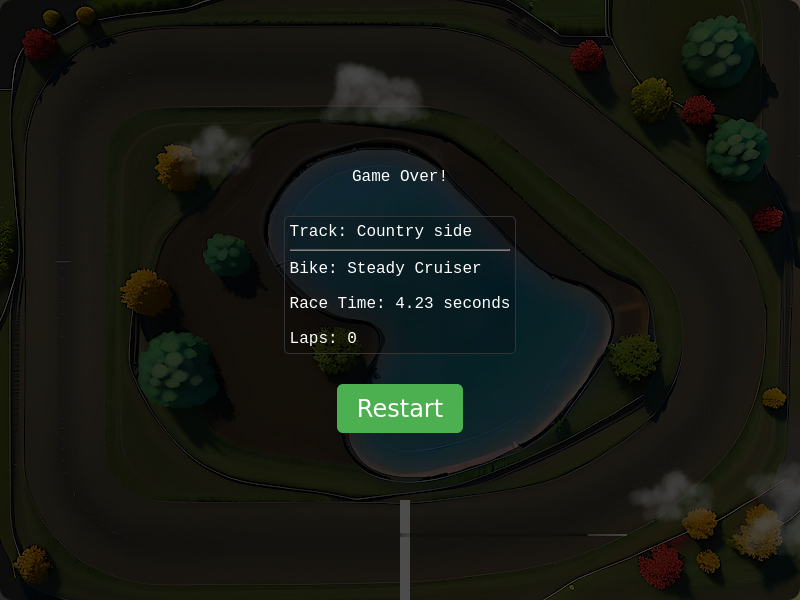 Game Over!
Track: Country side
Bike: Steady Cruiser
Race Time: 4.23 seconds
Laps: 0
Restart